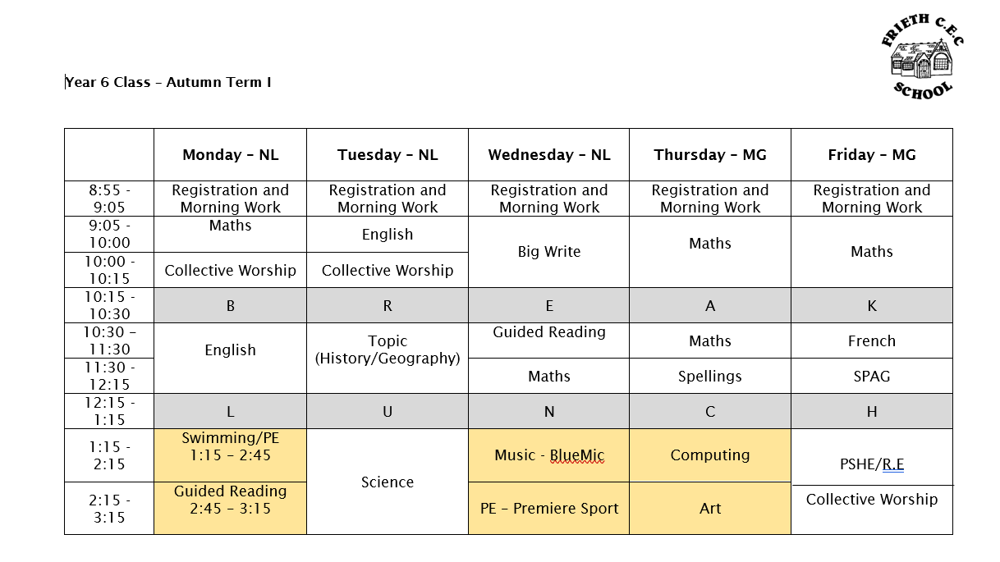 FRIETH C.E.C
SCHOOL
Year 6 Class – Autumn Term I
Monday – NL
Tuesday – NL
Wednesday – NL
Thursday – MG
Friday – MG
8:55 -
9:05
Registration and
Morning Work
Registration and
Morning Work
Registration and
Morning Work
Registration and
Morning Work
Registration and
Morning Work
9:05 -
10:00
Maths
English
Big Write
Maths
Maths
10:00 -
10:15
Collective Worship
Collective Worship
10:15 -
10:30
B
R
E
A
K
10:30 –
11:30
English
Topic
(History/Geography)
Guided Reading
Maths
French
11:30 -
12:15
Maths
Spellings
SPAG
12:15 -
1:15
L
U
N
C
H
1:15 -
2:15
Swimming/PE
1:15 – 2:45
Science
Music - BlueMic
Computing
PSHE/R.E
2:15 -
3:15
Guided Reading
2:45 – 3:15
PE – Premiere Sport
Art
Collective Worship